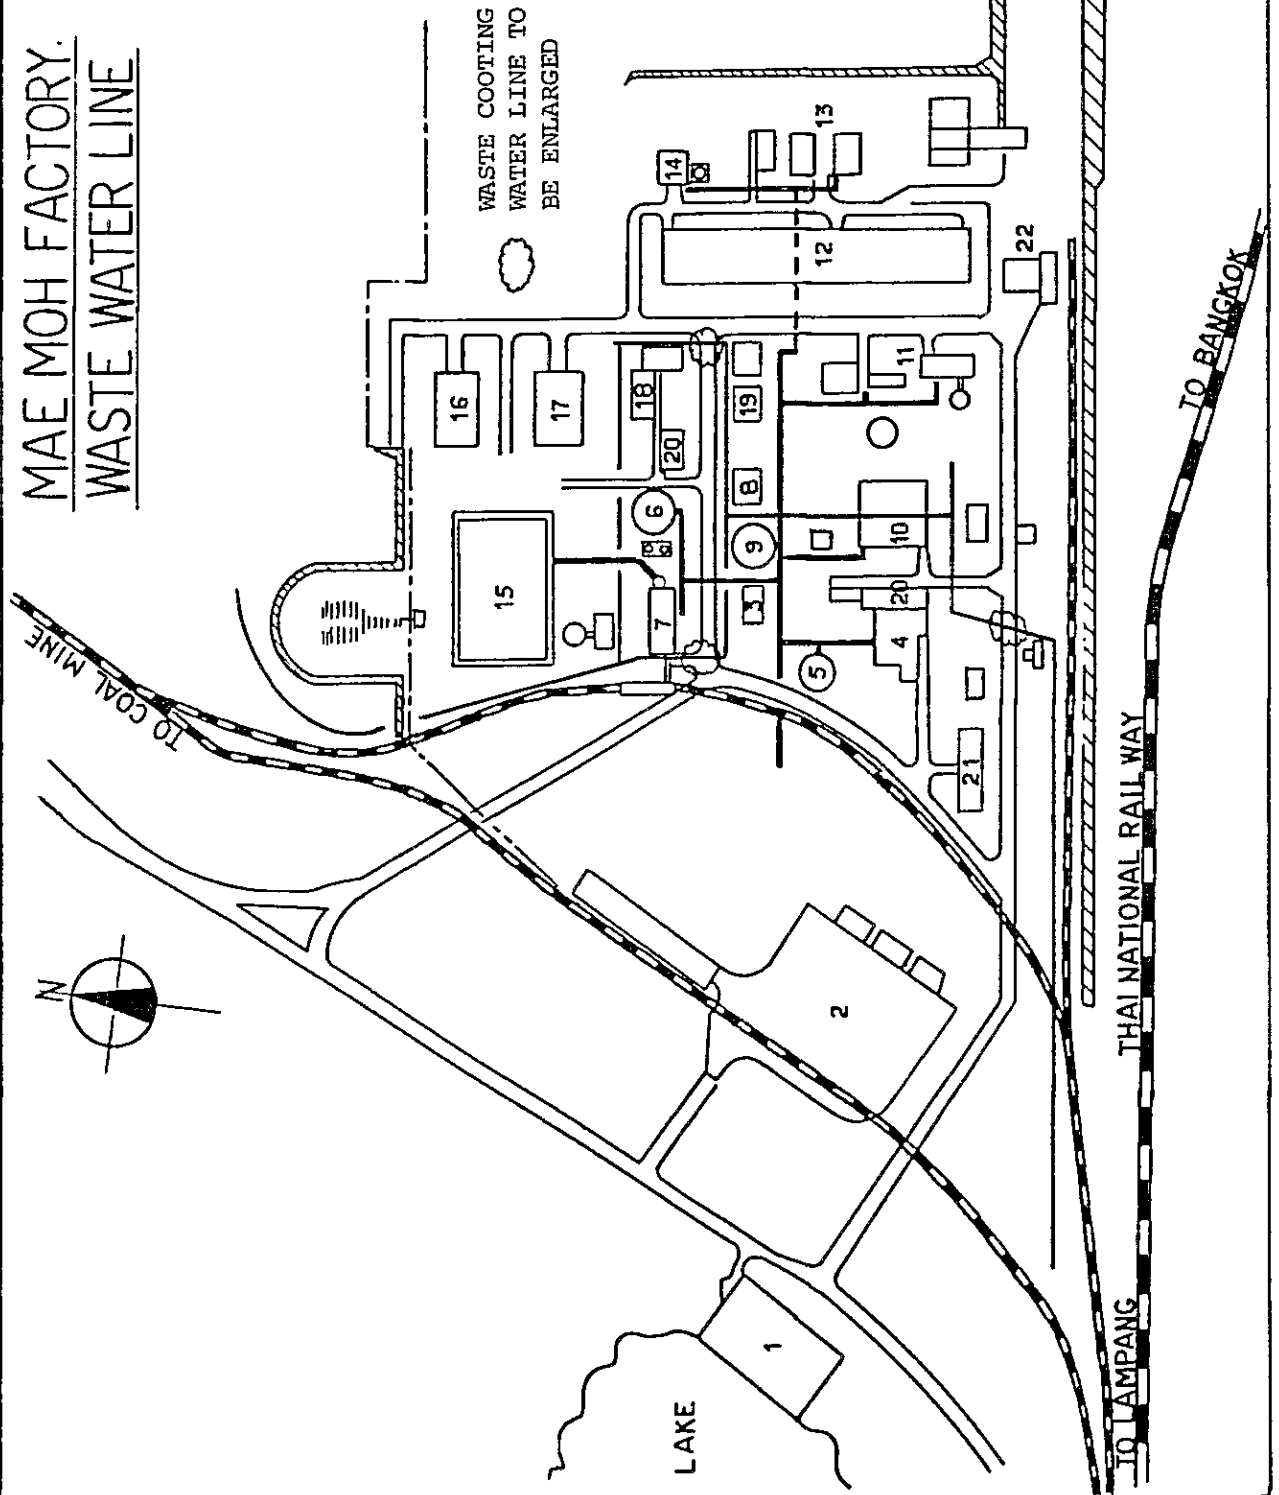 MAE MOH FACTORY.
WASTE WATER LINE
WASTE COOTING
WATER LINE TO
BE ENLARGED
TO COAL MINE
N
LAKE
1
2
3
4
5
6
7
8
9
10
11
12
13
14
15
16
17
18
19
20
20
21
22
THAI NATIONAL RAIL WAY
TO LAMPANG
TO BANGKOK